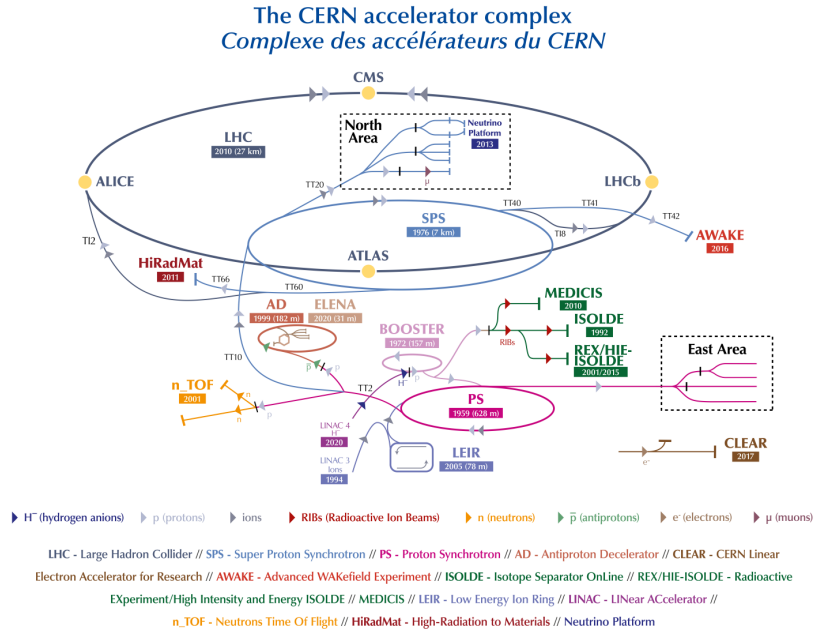 The CERN accelerator complex
Complexe des accélérateurs du CERN
CMS
North
Area
Neutrino
Platform
2013
LHC
2010 (27 km)
μ
ALICE
LHCb
TT20
SPS
1976 (7 km)
TT40
TT41
TT42
TI8
AWAKE
2016
TI2
ATLAS
HiRadMat
2011
TT66
TT60
AD
1999 (182 m)
ELENA
2020 (31 m)
MEDICIS
2010
ISOLDE
1992
RIBs
REX/HIE-
ISOLDE
2001/2015
BOOSTER
1972 (157 m)
East Area
TT10
p̅
p
H⁻
p
n_TOF
2001
n
n
p
TT2
PS
1959 (628 m)
LINAC 4
H⁻
2020
LINAC 3
Ions
1994
LEIR
2005 (78 m)
e-
CLEAR
2017
H⁻ (hydrogen anions)
p (protons)
ions
RIBs (Radioactive Ion Beams)
n (neutrons)
p̅ (antiprotons)
e- (electrons)
μ (muons)
LHC - Large Hadron Collider // SPS - Super Proton Synchrotron // PS - Proton Synchrotron // AD - Antiproton Decelerator // CLEAR - CERN Linear
Electron Accelerator for Research // AWAKE - Advanced WAKefield Experiment // ISOLDE - Isotope Separator OnLine // REX/HIE-ISOLDE - Radioactive
EXperiment/High Intensity and Energy ISOLDE // MEDICIS // LEIR - Low Energy Ion Ring // LINAC - LINear ACcelerator //
n_TOF - Neutrons Time Of Flight // HiRadMat - High-Radiation to Materials // Neutrino Platform